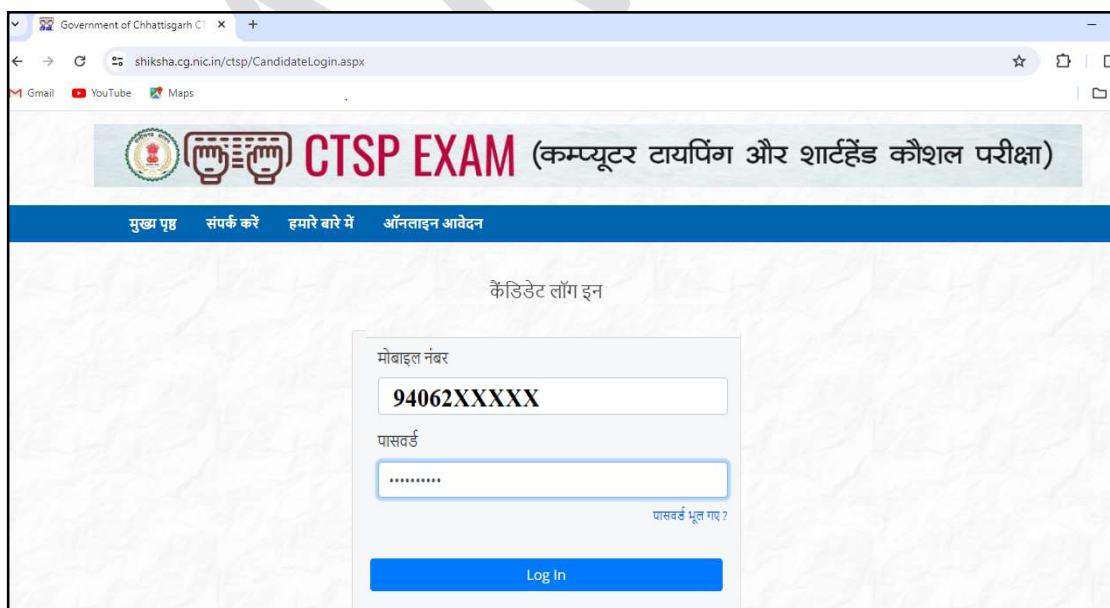 Government of Chhattisgarh CT
shiksha.cg.nic.in/ctsp/CandidateLogin.aspx
Gmail YouTube Maps
CTSP EXAM (कम्प्यूटर टायपिंग और शार्टहेंड कौशल परीक्षा)
मुख्य पृष्ठ संपर्क करें हमारे बारे में ऑनलाइन आवेदन
कैंडिडेट लॉग इन
मोबाइल नंबर
94062XXXXX
पासवर्ड
••••••••••
पासवर्ड भूल गए ?
Log In